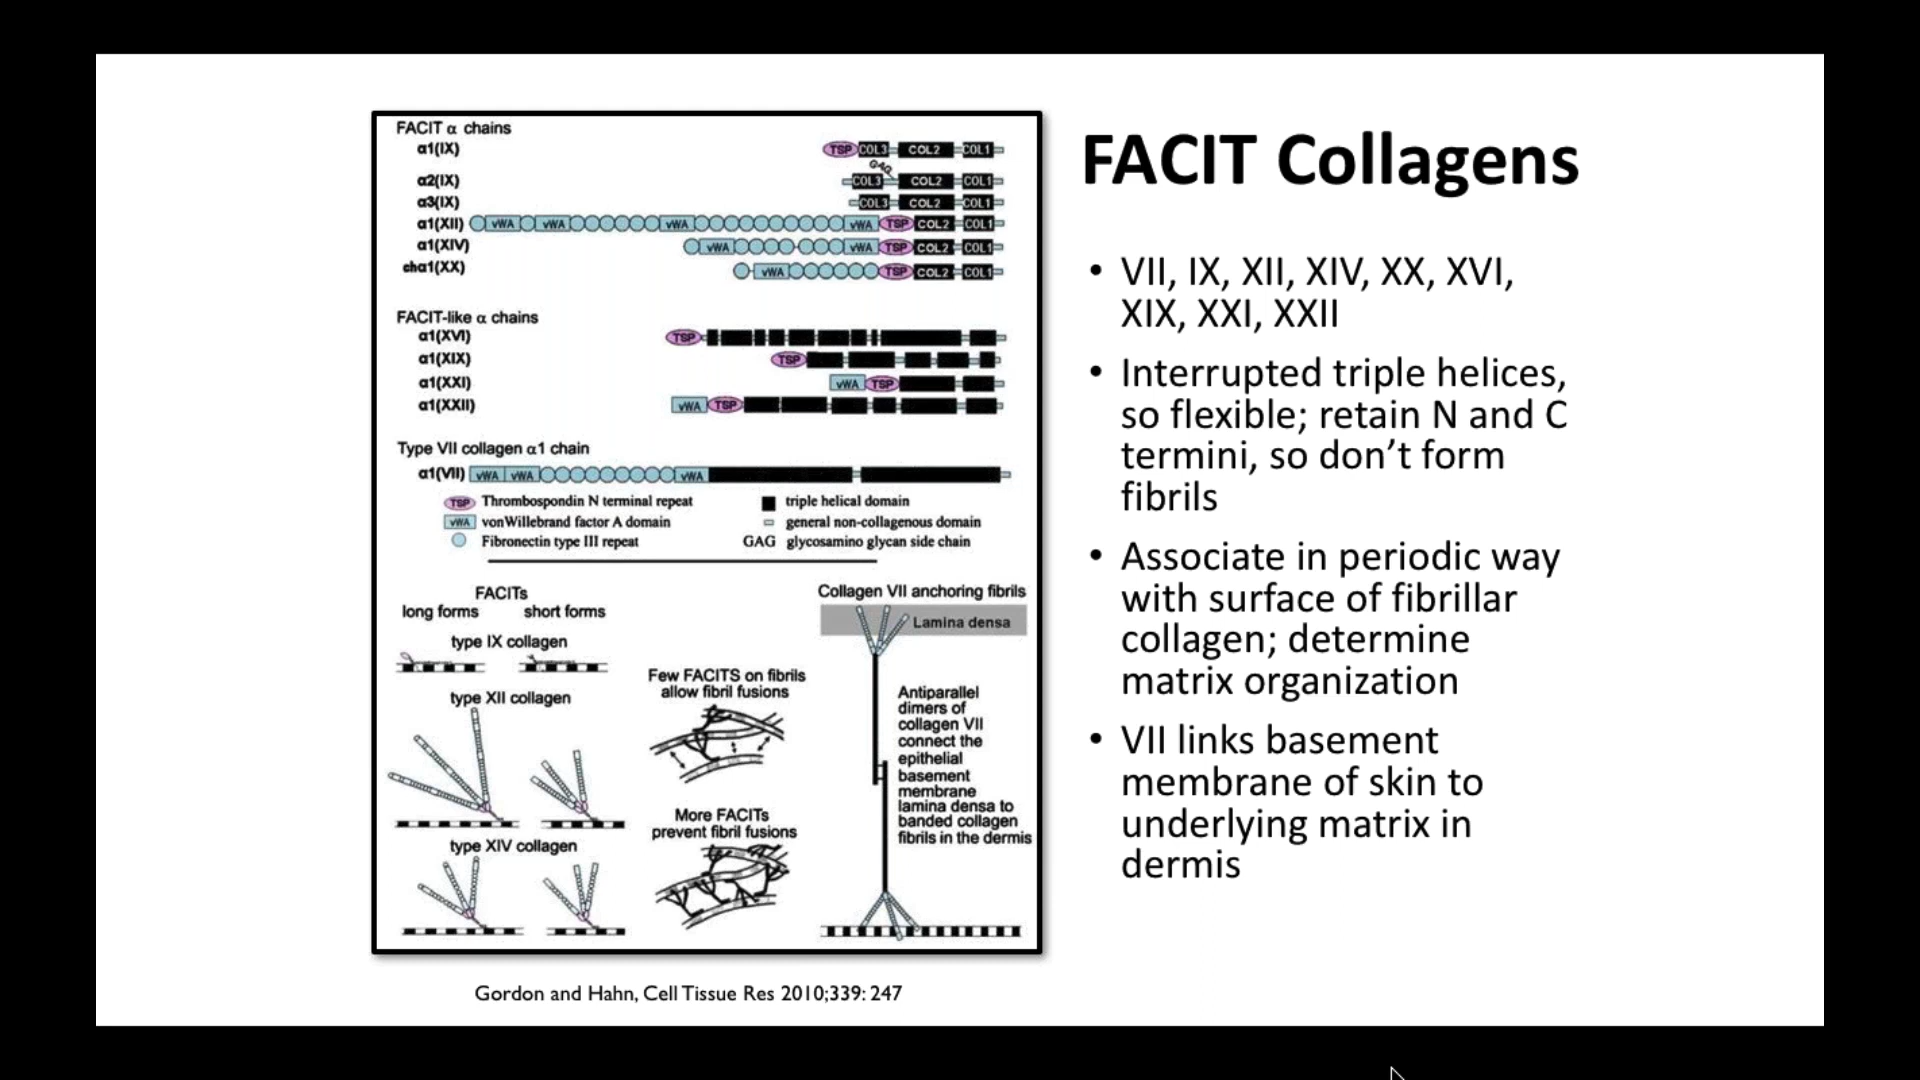 FACIT α chains
α1(IX) TSP COL3 COL2 COL1
GAG
α2(IX) COL3 COL2 COL1
α3(IX) COL3 COL2 COL1
α1(XII) vWA vWA vWA vWA TSP COL2 COL1
α1(XIV) vWA vWA TSP COL2 COL1
chα1(XX) vWA TSP COL2 COL1
FACIT-like α chains
α1(XVI) TSP
α1(XIX) TSP
α1(XXI) vWA TSP
α1(XXII) vWA TSP
Type VII collagen α1 chain
α1(VII) vWA vWA vWA
TSP Thrombospondin N terminal repeat
vWA vonWillebrand factor A domain
Fibronectin type III repeat
triple helical domain
general non-collagenous domain
GAG glycosamino glycan side chain
FACITs
long forms short forms
type IX collagen
type XII collagen
type XIV collagen
Few FACITS on fibrils
allow fibril fusions
More FACITs
prevent fibril fusions
Collagen VII anchoring fibrils
Lamina densa
Antiparallel
dimers of
collagen VII
connect the
epithelial
basement
membrane
lamina densa to
banded collagen
fibrils in the dermis
Gordon and Hahn, Cell Tissue Res 2010;339: 247
FACIT Collagens
• VII, IX, XII, XIV, XX, XVI,
XIX, XXI, XXII
• Interrupted triple helices,
so flexible; retain N and C
termini, so don’t form
fibrils
• Associate in periodic way
with surface of fibrillar
collagen; determine
matrix organization
• VII links basement
membrane of skin to
underlying matrix in
dermis